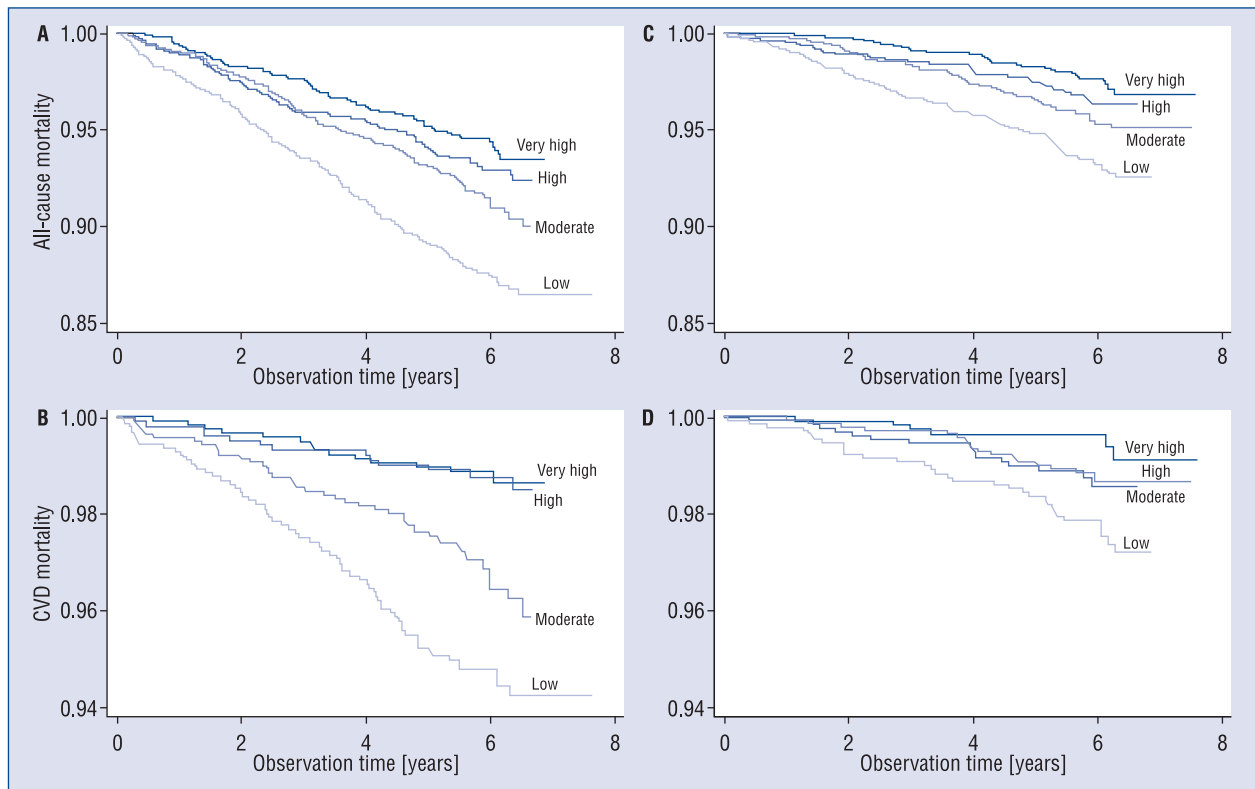 A
All-cause mortality
1.00
0.95
0.90
0.85
Very high
High
Moderate
Low
0 2 4 6 8
Observation time [years]
C
1.00
0.95
0.90
0.85
Very high
High
Moderate
Low
0 2 4 6 8
Observation time [years]
B
CVD mortality
1.00
0.98
0.96
0.94
Very high
High
Moderate
Low
0 2 4 6 8
Observation time [years]
D
1.00
0.98
0.96
0.94
Very high
High
Moderate
Low
0 2 4 6 8
Observation time [years]